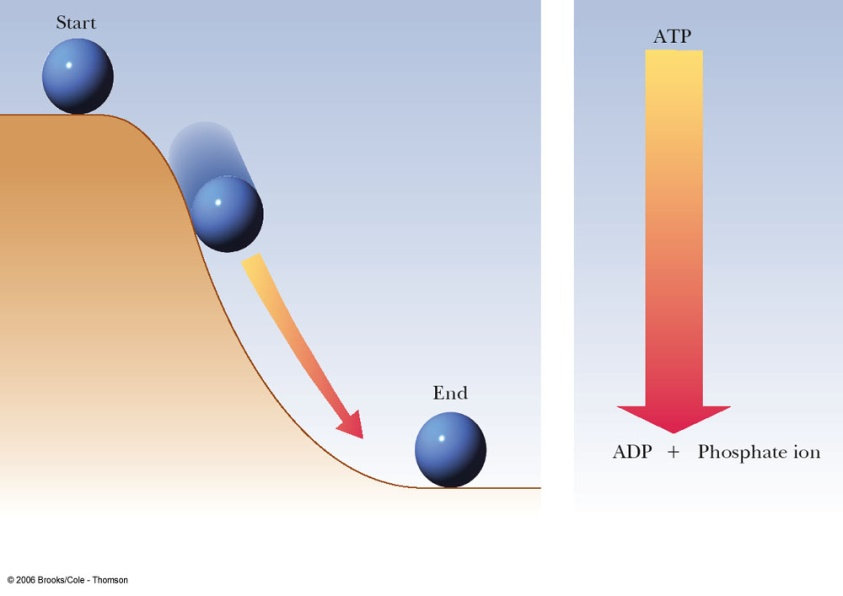 Start
End
ATP
ADP + Phosphate ion
© 2006 Brooks/Cole - Thomson